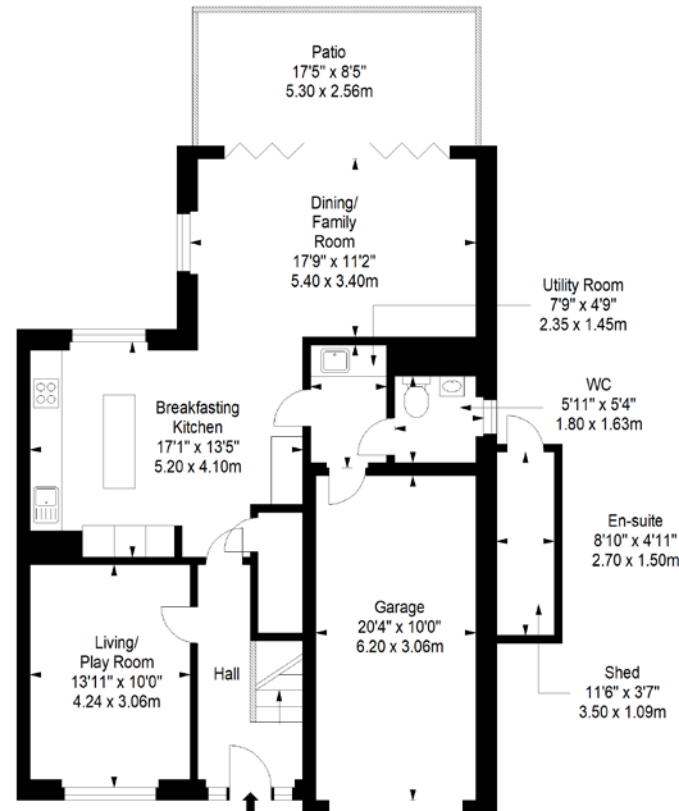 Patio
17'5" x 8'5"
5.30 x 2.56m
Dining/
Family
Room
17'9" x 11'2"
5.40 x 3.40m
Utility Room
7'9" x 4'9"
2.35 x 1.45m
WC
5'11" x 5'4"
1.80 x 1.63m
Breakfasting
Kitchen
17'1" x 13'5"
5.20 x 4.10m
En-suite
8'10" x 4'11"
2.70 x 1.50m
Garage
20'4" x 10'0"
6.20 x 3.06m
Living/
Play Room
13'11" x 10'0"
4.24 x 3.06m
Hall
Shed
11'6" x 3'7"
3.50 x 1.09m